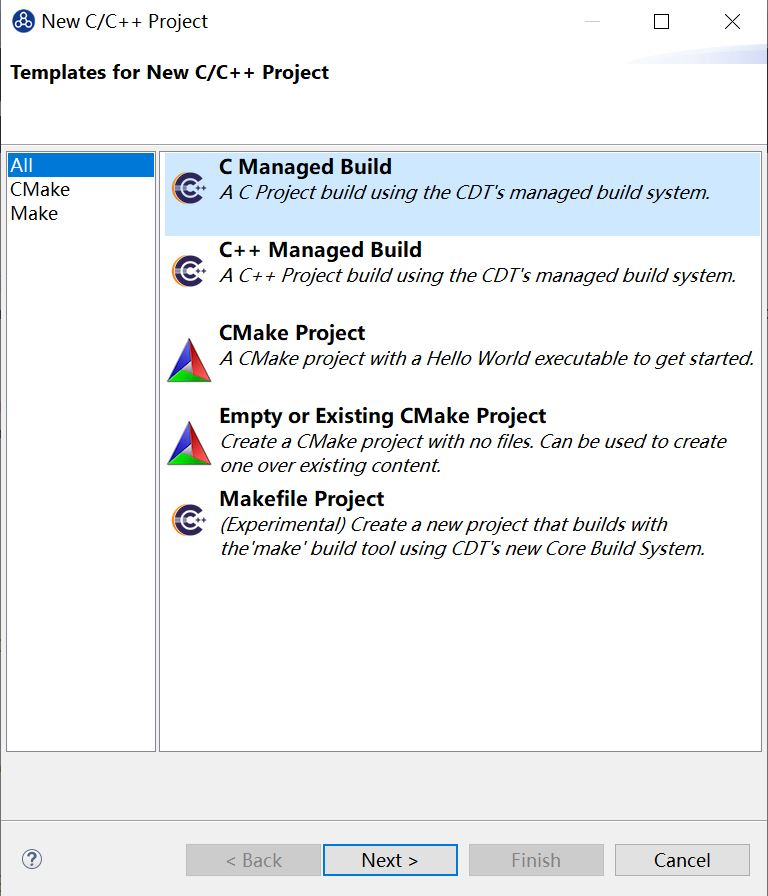 New C/C++ Project
Templates for New C/C++ Project
All
CMake
Make
C Managed Build
A C Project build using the CDT's managed build system.
C++ Managed Build
A C++ Project build using the CDT's managed build system.
CMake Project
A CMake project with a Hello World executable to get started.
Empty or Existing CMake Project
Create a CMake project with no files. Can be used to create
one over existing content.
Makefile Project
(Experimental) Create a new project that builds with
the'make' build tool using CDT's new Core Build System.
< Back
Next >
Finish
Cancel